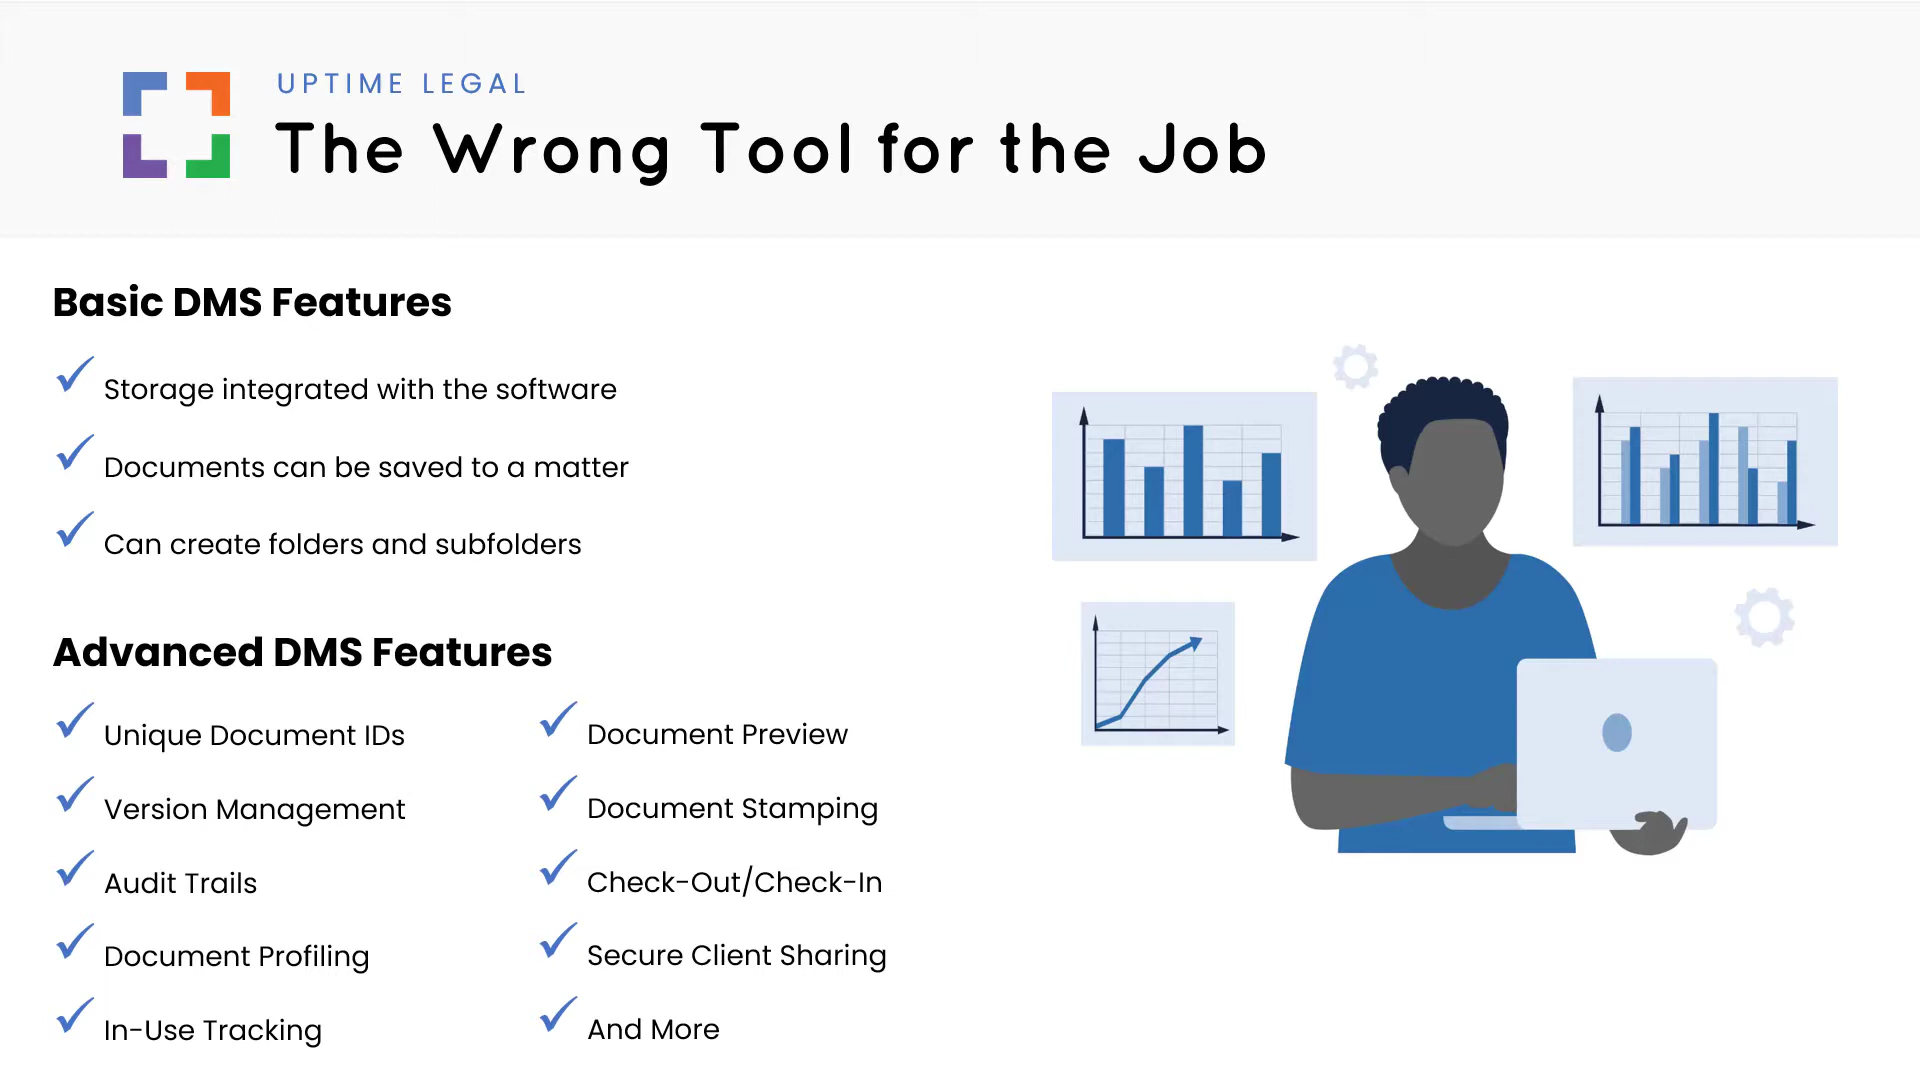 UPTIME LEGAL
The Wrong Tool for the Job
Basic DMS Features
Storage integrated with the software
Documents can be saved to a matter
Can create folders and subfolders
Advanced DMS Features
Unique Document IDs
Version Management
Audit Trails
Document Profiling
In-Use Tracking
Document Preview
Document Stamping
Check-Out/Check-In
Secure Client Sharing
And More